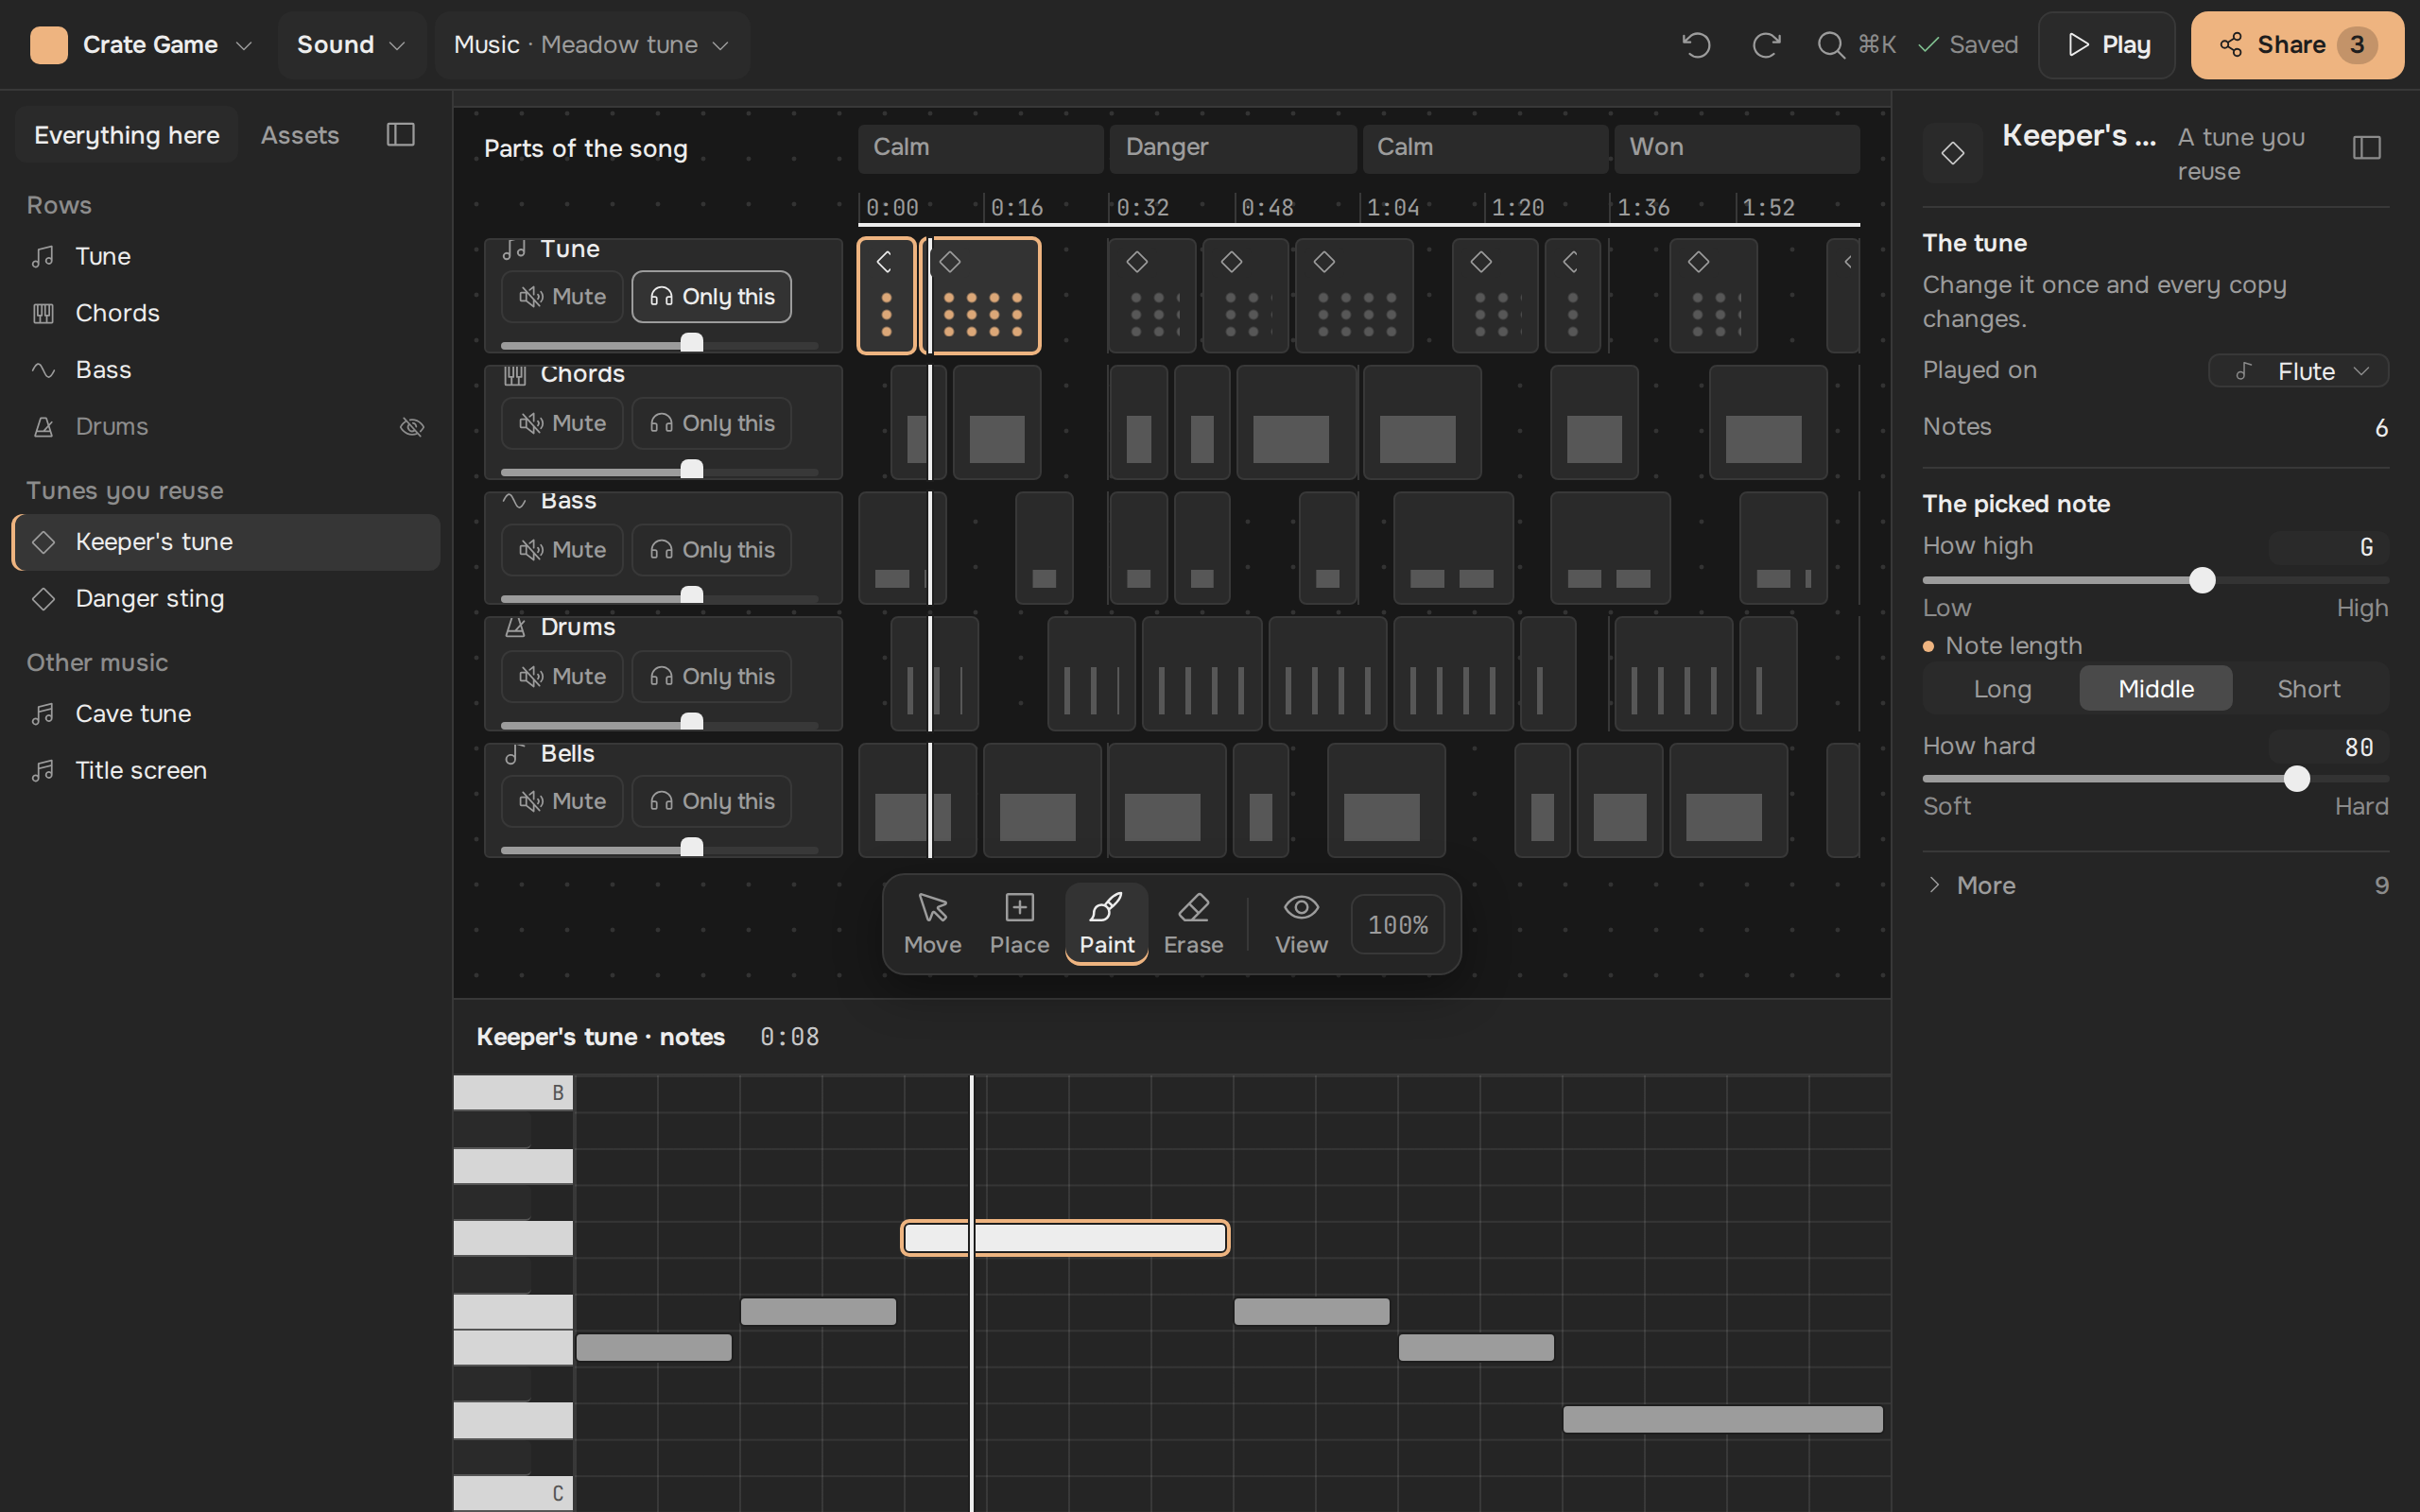 Crate Game
Sound
Music · Meadow tune
⌘K
Saved
Play
Share 3
Everything here
Assets
Rows
Tune
Chords
Bass
Drums
Tunes you reuse
Keeper's tune
Danger sting
Other music
Cave tune
Title screen
Parts of the song
Calm
Danger
Calm
Won
0:00
0:16
0:32
0:48
1:04
1:20
1:36
1:52
Tune
Mute
Only this
Chords
Mute
Only this
Bass
Mute
Only this
Drums
Mute
Only this
Bells
Mute
Only this
Move
Place
Paint
Erase
View
100%
Keeper's tune · notes
0:08
B
C
Keeper's ...
A tune you
reuse
The tune
Change it once and every copy
changes.
Played on
Flute
Notes
6
The picked note
How high
G
Low
High
Note length
Long
Middle
Short
How hard
80
Soft
Hard
More
9